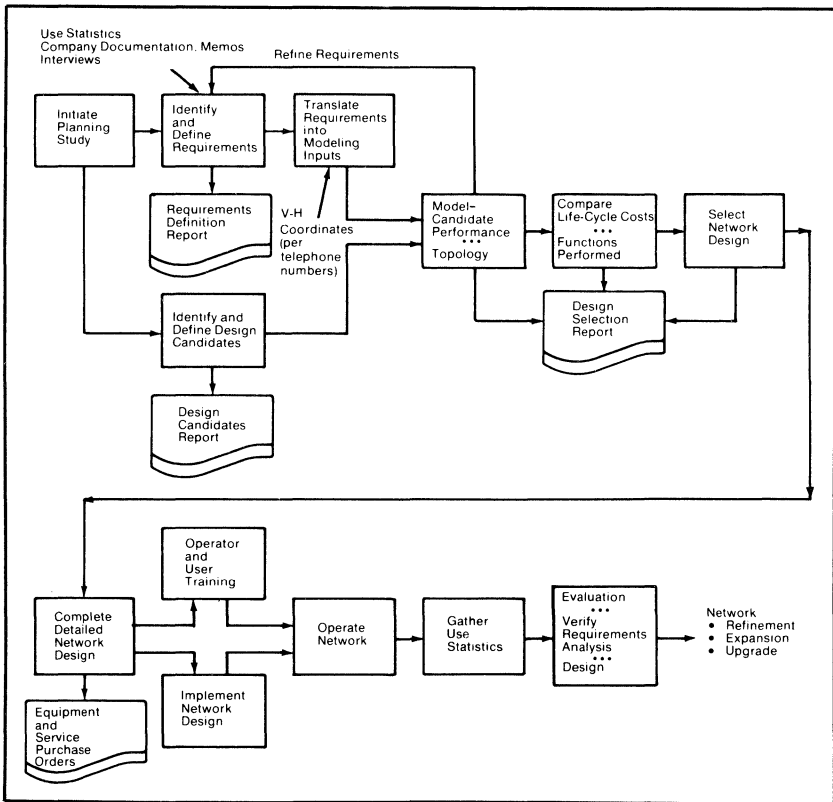 Use Statistics
Company Documentation, Memos
Interviews
Refine Requirements
Initiate
Planning
Study
Identify
and
Define
Requirements
Translate
Requirements
into
Modeling
Inputs
Requirements
Definition
Report
V-H
Coordinates
(per
telephone
numbers)
Model–
Candidate
Performance
•••
Topology
Compare
Life-Cycle Costs
•••
Functions
Performed
Select
Network
Design
Identify and
Define Design
Candidates
Design
Selection
Report
Design
Candidates
Report
Operator
and
User
Training
Complete
Detailed
Network
Design
Operate
Network
Gather
Use
Statistics
Evaluation
•••
Verify
Requirements
Analysis
•••
Design
Network
• Refinement
• Expansion
• Upgrade
Implement
Network
Design
Equipment
and
Service
Purchase
Orders